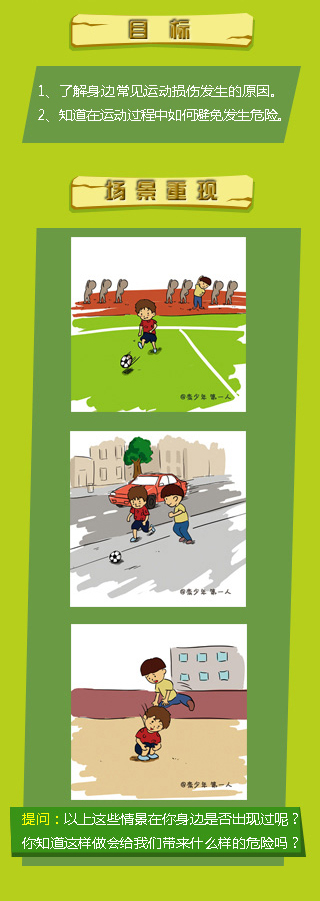 目 标
1、了解身边常见运动损伤发生的原因。
2、知道在运动过程中如何避免发生危险。
场景重现
@青少年 第一人
@青少年 第一人
@青少年 第一人
提问：以上这些情景在你身边是否出现过呢？
你知道这样做会给我们带来什么样的危险吗？